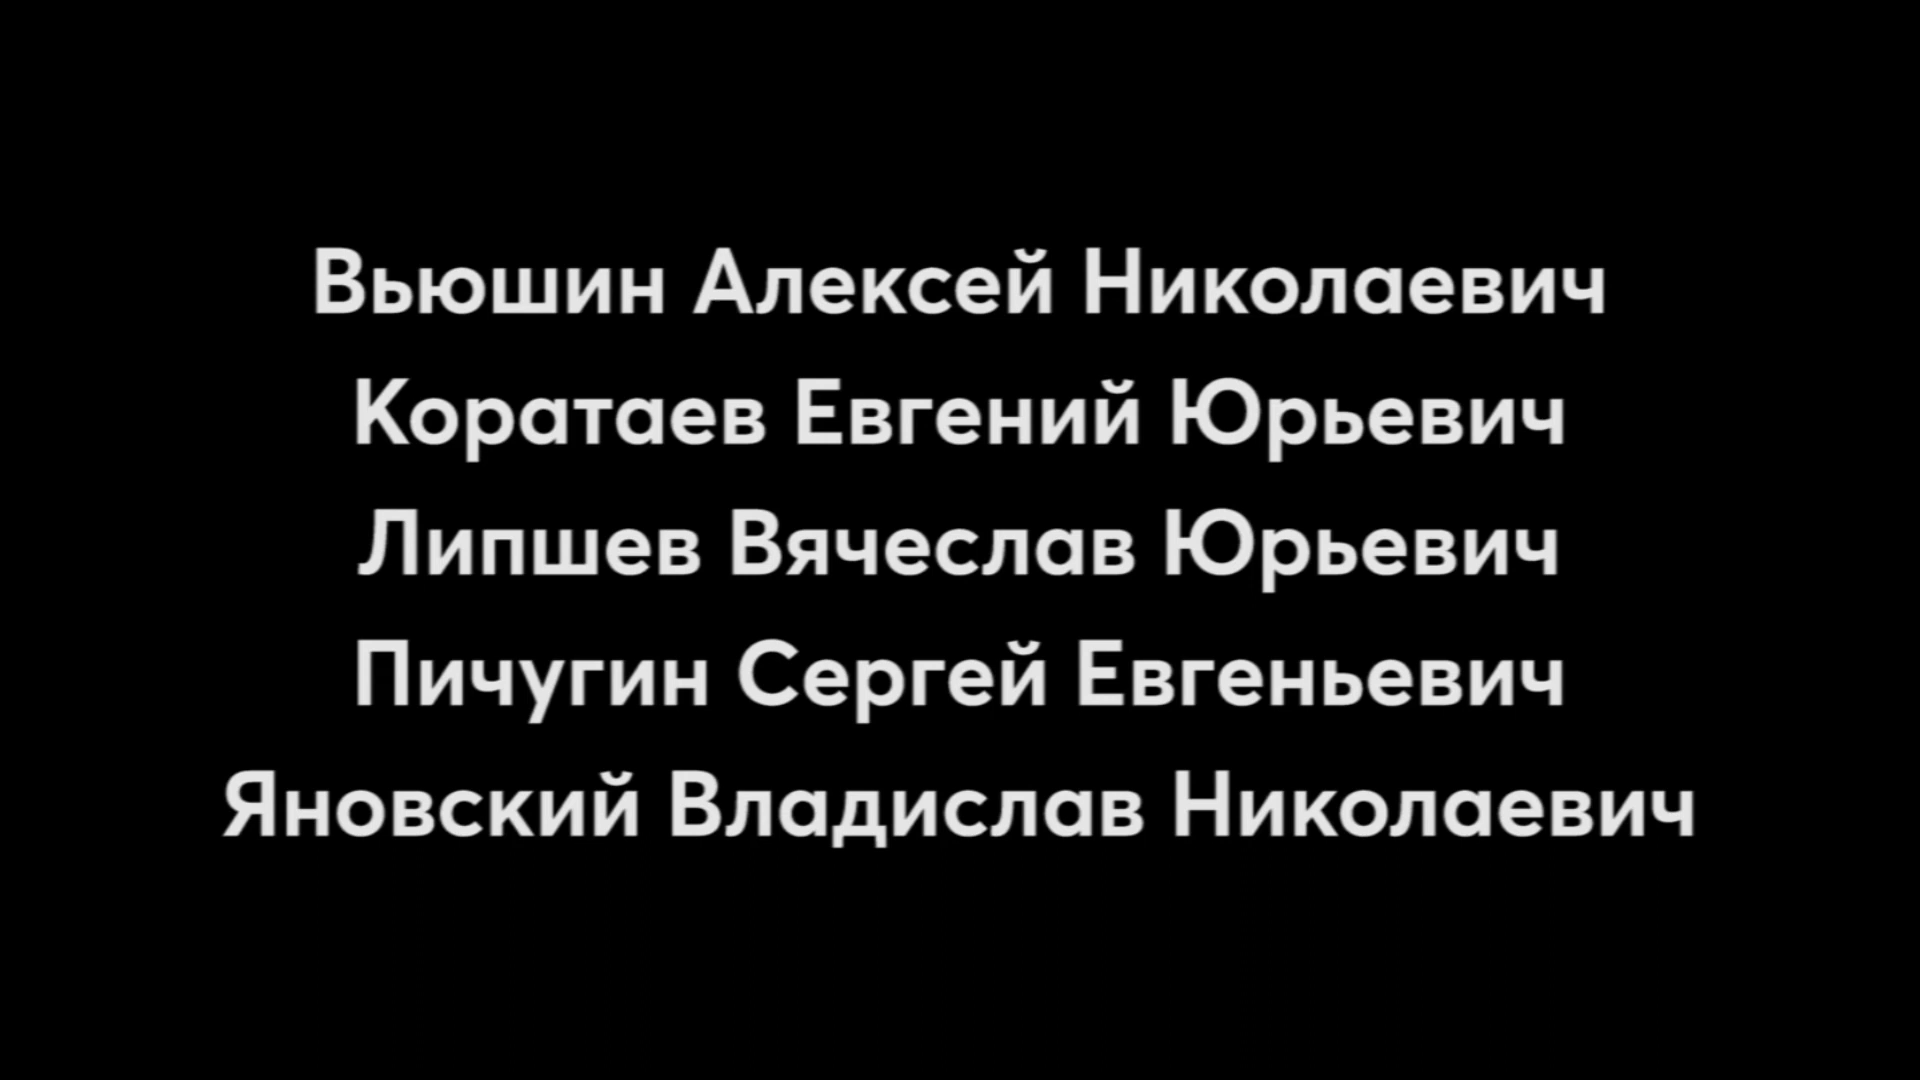 Вьюшин Алексей Николаевич
Коратаев Евгений Юрьевич
Липшев Вячеслав Юрьевич
Пичугин Сергей Евгеньевич
Яновский Владислав Николаевич